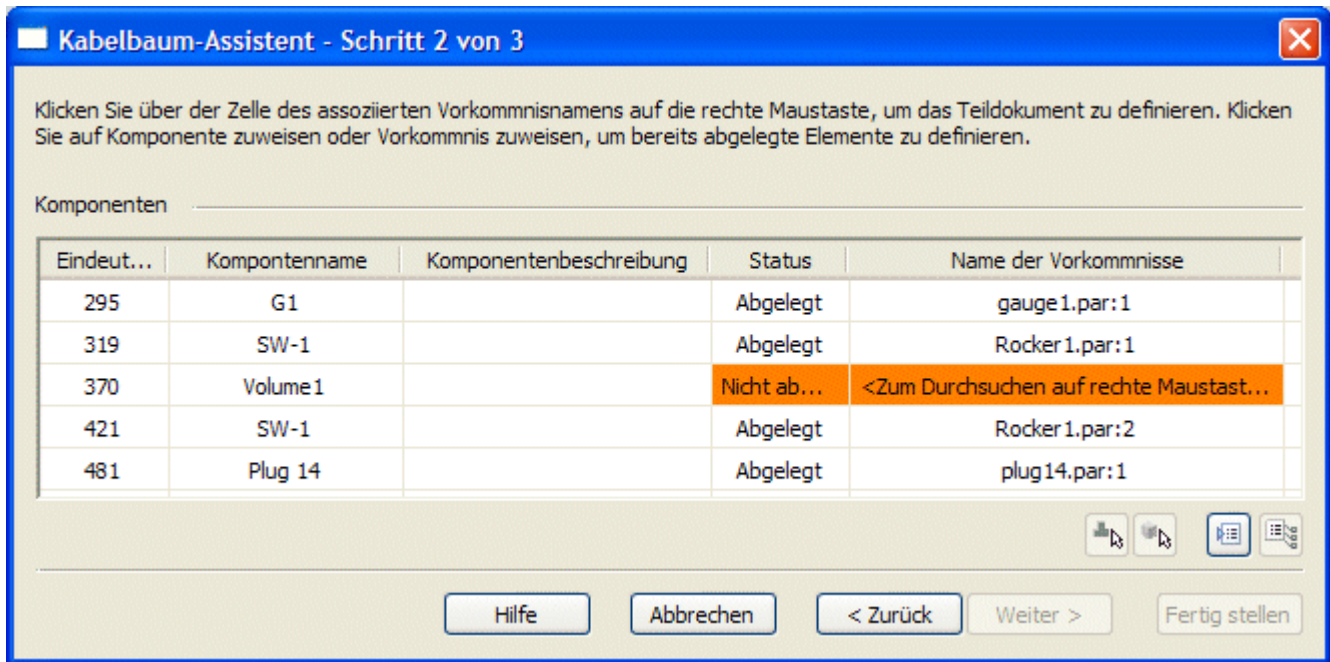 Kabelbaum-Assistent - Schritt 2 von 3
Klicken Sie über der Zelle des assoziierten Vorkommnisnamens auf die rechte Maustaste, um das Teildokument zu definieren. Klicken
Sie auf Komponente zuweisen oder Vorkommnis zuweisen, um bereits abgelegte Elemente zu definieren.
Komponenten
Eindeut... Kompontenname Komponentenbeschreibung Status Name der Vorkommnisse
295 G1 Abgelegt gauge1.par:1
319 SW-1 Abgelegt Rocker1.par:1
370 Volume1 Nicht ab... <Zum Durchsuchen auf rechte Maustast...
421 SW-1 Abgelegt Rocker1.par:2
481 Plug 14 Abgelegt plug14.par:1
Hilfe Abbrechen < Zurück Weiter > Fertig stellen